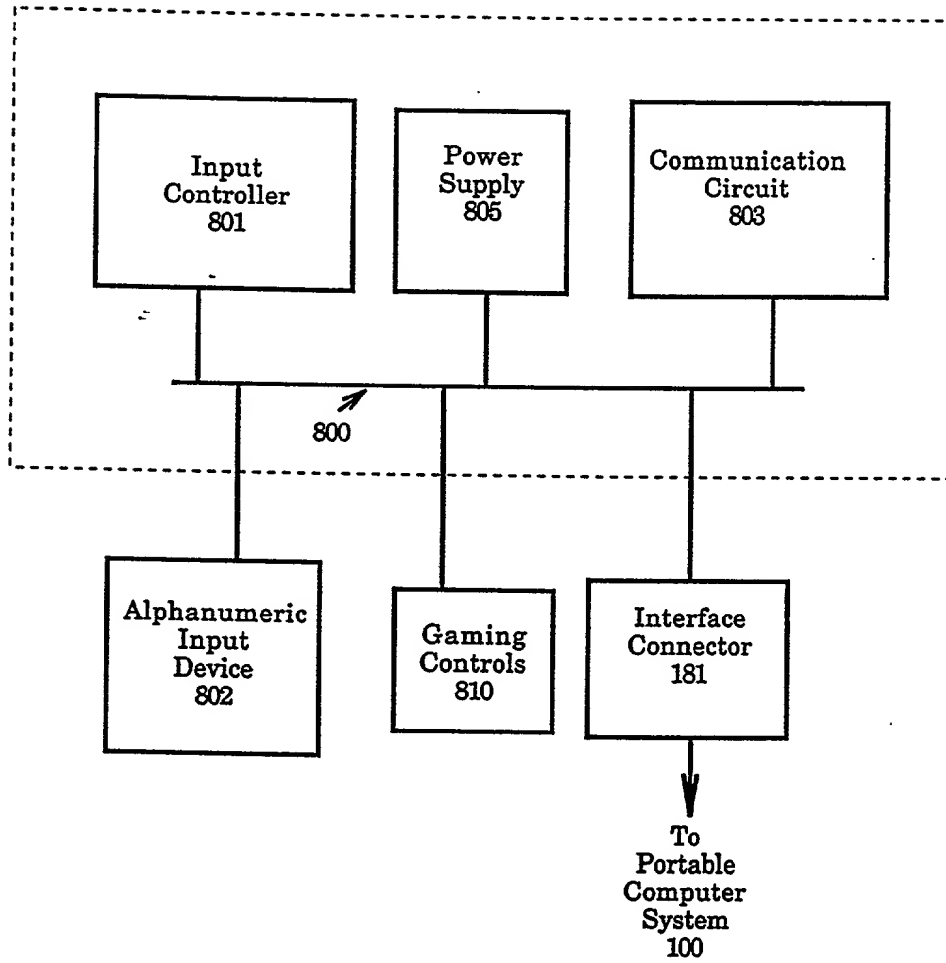 Input
Controller
801
Power
Supply
805
Communication
Circuit
803
800
Alphanumeric
Input
Device
802
Gaming
Controls
810
Interface
Connector
181
To
Portable
Computer
System
100